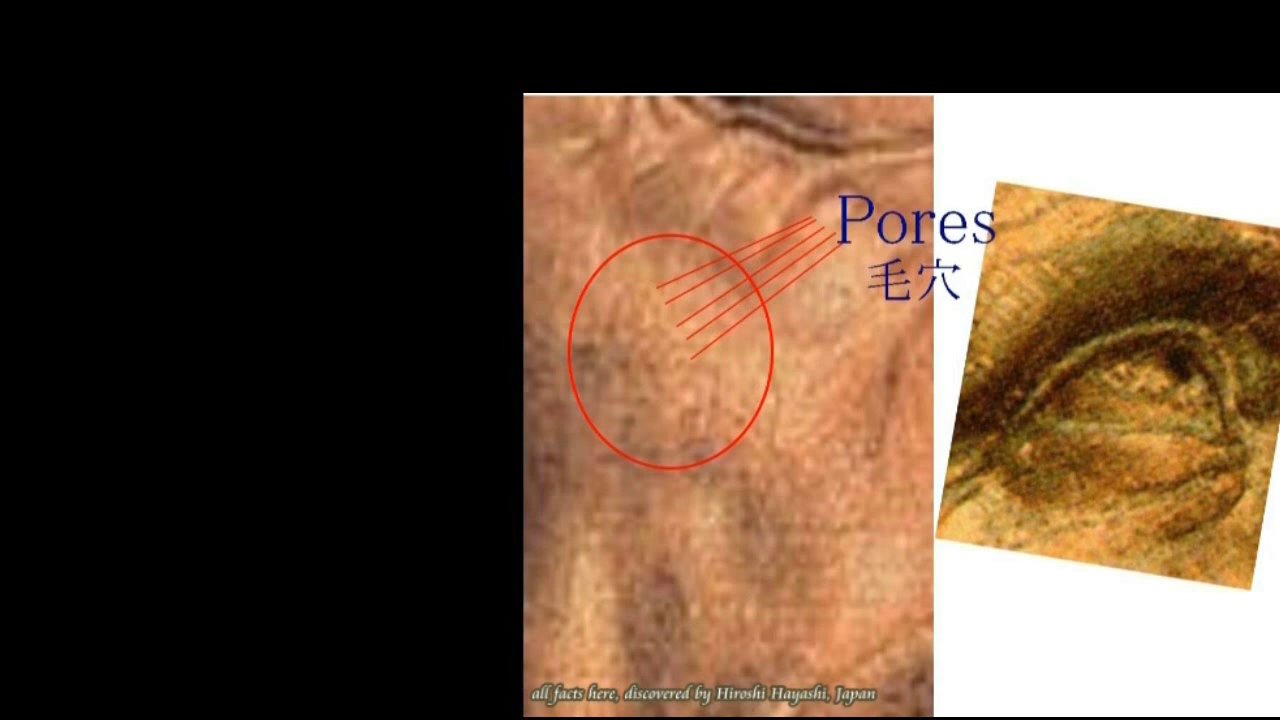 Pores
毛穴
all facts here, discovered by Hiroshi Hayashi, Japan